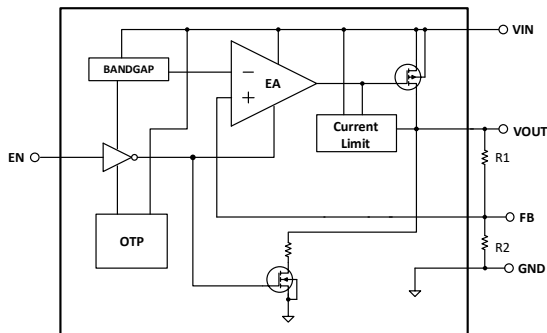 VIN
BANDGAP
−
EA
+
Current
Limit
VOUT
EN
R1
OTP
FB
R2
GND